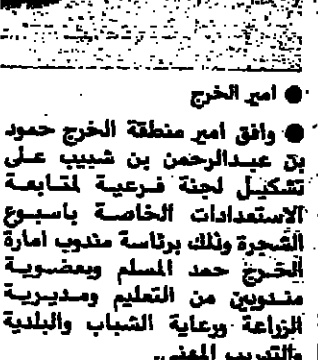 ● امير الخرج
● وافق امير منطقة الخرج حمود
بن عبدالرحمن بن شبيب على
تشكيل لجنة فرعية لمتابعة
الاستعدادات الخاصة بأسبوع
الشجرة وذلك برئاسة مندوب امارة
الخرج حمد المسلم وبعضوية
مندوبين من التعليم ومديرية
الزراعة ورعاية الشباب والبلدية
والتدريب المهني.